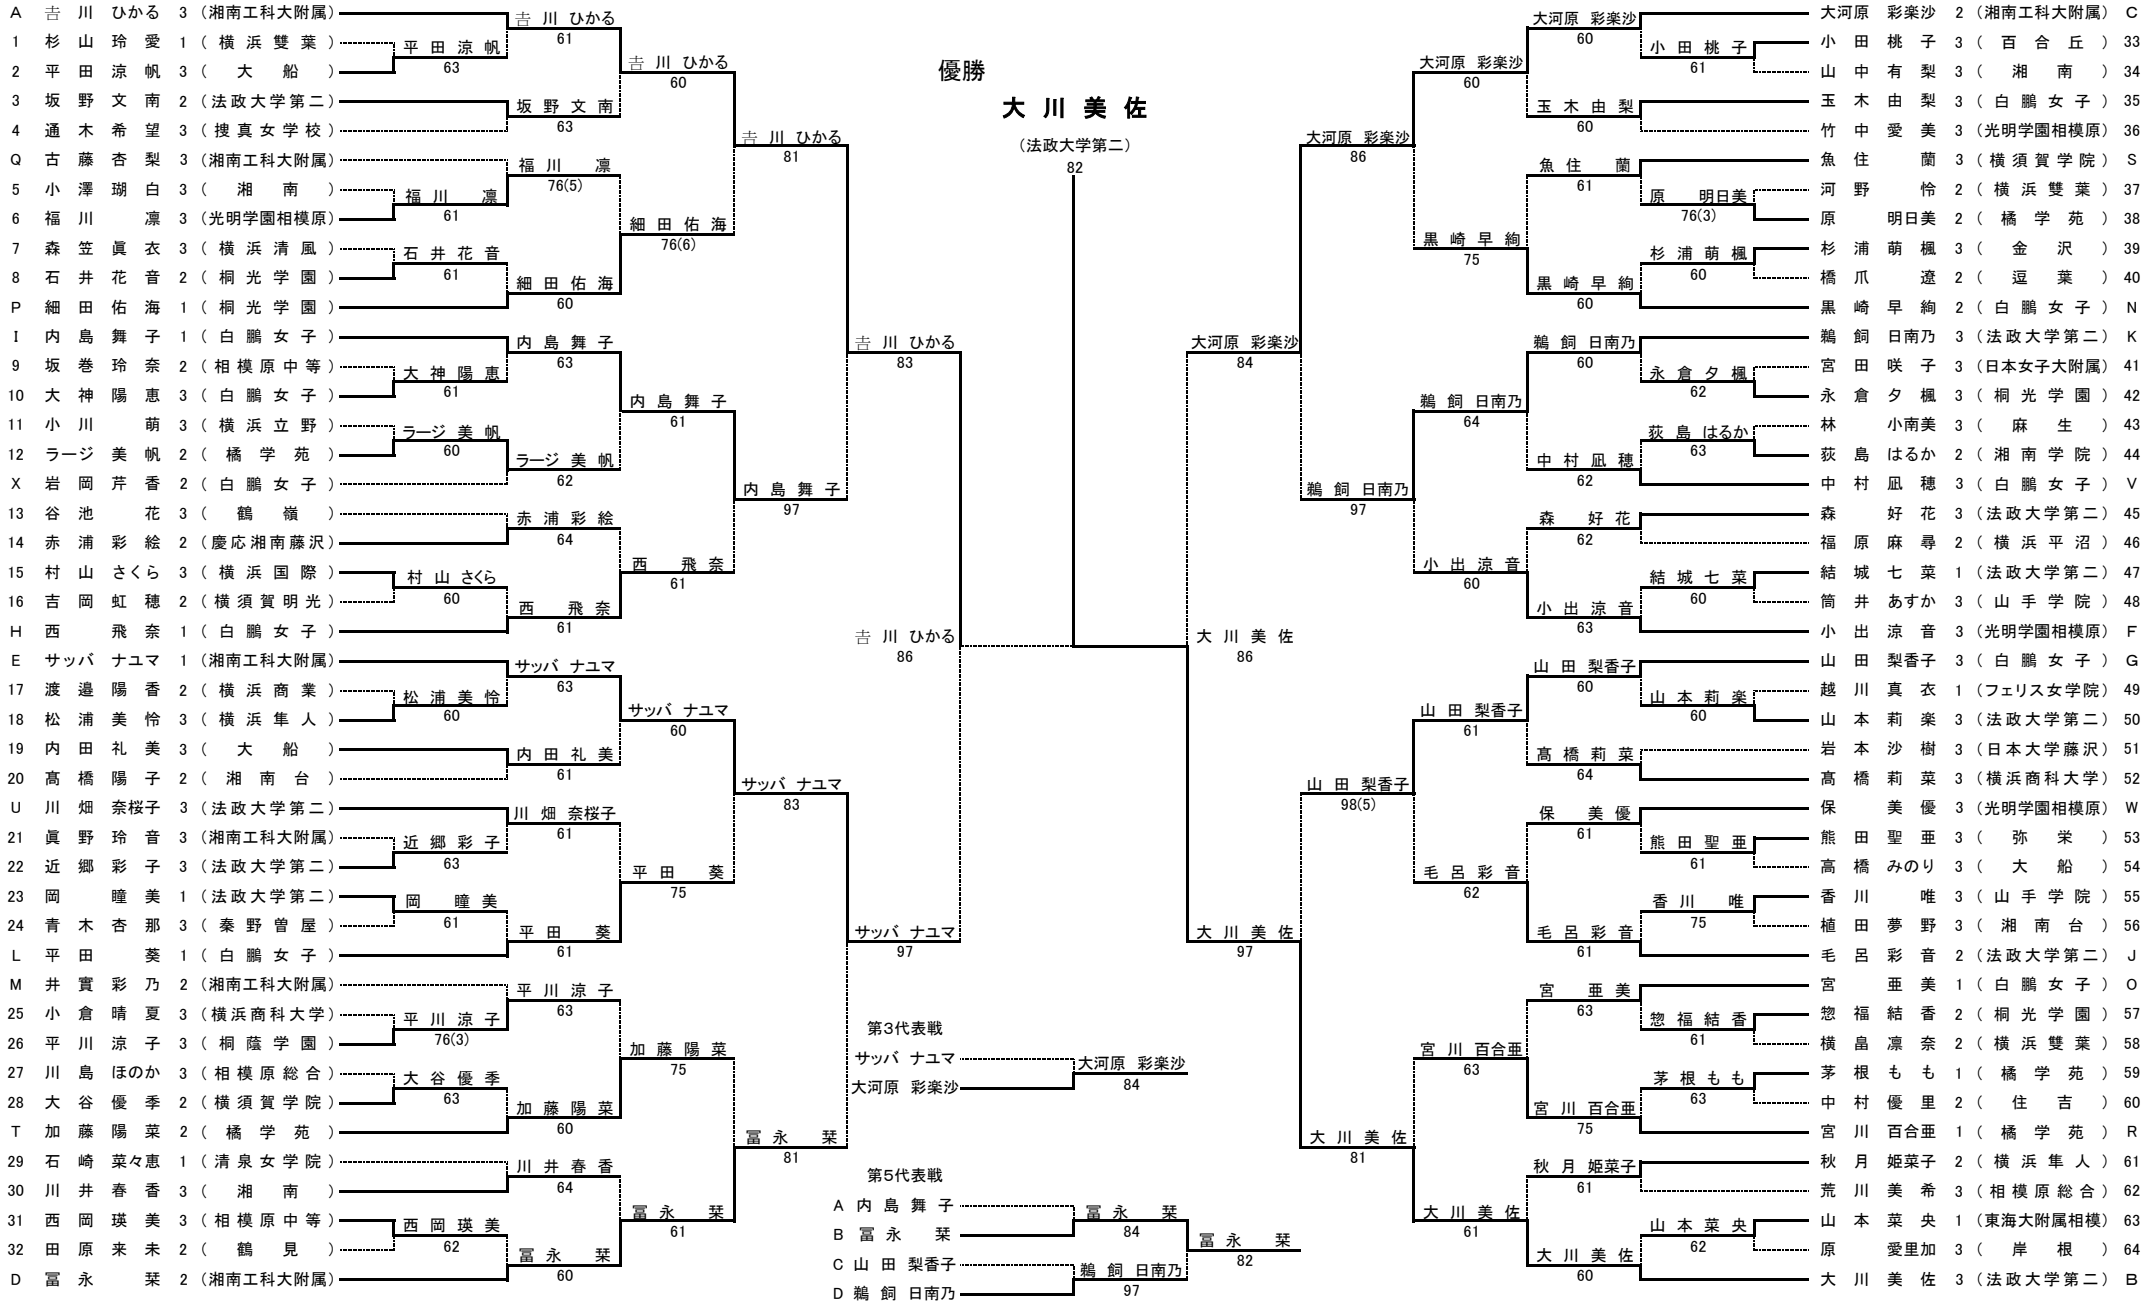 優勝
大川美佐
（法政大学第二）
82
A 𠮷川 ひかる 3 （湘南工科大附属）
1 杉山玲愛 1 （横浜雙葉）
2 平田涼帆 3 （大船）
3 坂野文南 2 （法政大学第二）
4 通木希望 3 （捜真女学校）
Q 古藤杏梨 3 （湘南工科大附属）
5 小澤瑚白 3 （湘南）
6 福川凛 3 （光明学園相模原）
7 森笠眞衣 3 （横浜清風）
8 石井花音 2 （桐光学園）
P 細田佑海 1 （桐光学園）
I 内島舞子 1 （白鵬女子）
9 坂巻玲奈 2 （相模原中等）
10 大神陽恵 3 （白鵬女子）
11 小川萌 3 （横浜立野）
12 ラージ 美帆 2 （橘学苑）
X 岩岡芹香 2 （白鵬女子）
13 谷池花 3 （鶴嶺）
14 赤浦彩絵 2 （慶応湘南藤沢）
15 村山 さくら 3 （横浜国際）
16 吉岡虹穂 2 （横須賀明光）
H 西飛奈 1 （白鵬女子）
E サッバ ナユマ 1 （湘南工科大附属）
17 渡邉陽香 2 （横浜商業）
18 松浦美怜 3 （横浜隼人）
19 内田礼美 3 （大船）
20 髙橋陽子 2 （湘南台）
U 川畑 奈桜子 3 （法政大学第二）
21 眞野玲音 3 （湘南工科大附属）
22 近郷彩子 3 （法政大学第二）
23 岡瞳美 1 （法政大学第二）
24 青木杏那 3 （秦野曽屋）
L 平田葵 1 （白鵬女子）
M 井實彩乃 2 （湘南工科大附属）
25 小倉晴夏 3 （横浜商科大学）
26 平川涼子 3 （桐蔭学園）
27 川島 ほのか 3 （相模原総合）
28 大谷優季 2 （横須賀学院）
T 加藤陽菜 2 （橘学苑）
29 石崎 菜々恵 1 （清泉女学院）
30 川井春香 3 （湘南）
31 西岡瑛美 3 （相模原中等）
32 田原来未 2 （鶴見）
D 冨永栞 2 （湘南工科大附属）
平田涼帆
63
福川凛
61
石井花音
61
大神陽恵
61
ラージ 美帆
60
村山 さくら
60
松浦美怜
60
近郷彩子
63
岡瞳美
61
平川涼子
76(3)
大谷優季
63
西岡瑛美
62
𠮷川 ひかる
61
坂野文南
63
福川凛
76(5)
細田佑海
60
内島舞子
63
ラージ 美帆
62
赤浦彩絵
64
西飛奈
61
サッバ ナユマ
63
内田礼美
61
川畑 奈桜子
61
平田葵
61
平川涼子
63
加藤陽菜
60
川井春香
64
冨永栞
60
𠮷川 ひかる
60
細田佑海
76(6)
内島舞子
61
西飛奈
61
サッバ ナユマ
60
平田葵
75
加藤陽菜
75
冨永栞
61
𠮷川 ひかる
81
内島舞子
97
サッバ ナユマ
83
冨永栞
81
𠮷川 ひかる
83
サッバ ナユマ
97
𠮷川 ひかる
86
大川美佐
86
大河原 彩楽沙
84
大川美佐
97
大河原 彩楽沙
86
鵜飼 日南乃
97
山田 梨香子
98(5)
大川美佐
81
大河原 彩楽沙
60
黒崎早絢
75
鵜飼 日南乃
64
小出涼音
60
山田 梨香子
61
毛呂彩音
62
宮川 百合亜
63
大川美佐
61
大河原 彩楽沙
60
玉木由梨
60
魚住蘭
61
黒崎早絢
60
鵜飼 日南乃
60
中村凪穂
62
森好花
62
小出涼音
63
山田 梨香子
60
髙橋莉菜
64
保美優
61
毛呂彩音
61
宮亜美
63
宮川 百合亜
75
秋月 姫菜子
61
大川美佐
60
小田桃子
61
原 明日美
76(3)
杉浦萌楓
60
永倉夕楓
62
荻島 はるか
63
結城七菜
60
山本莉楽
60
熊田聖亜
61
香川唯
75
惣福結香
61
茅根もも
63
山本菜央
62
大河原 彩楽沙 2 （湘南工科大附属） C
小田桃子 3 （百合丘） 33
山中有梨 3 （湘南） 34
玉木由梨 3 （白鵬女子） 35
竹中愛美 3 （光明学園相模原） 36
魚住蘭 3 （横須賀学院） S
河野怜 2 （横浜雙葉） 37
原 明日美 2 （橘学苑） 38
杉浦萌楓 3 （金沢） 39
橋爪遼 2 （逗葉） 40
黒崎早絢 2 （白鵬女子） N
鵜飼 日南乃 3 （法政大学第二） K
宮田咲子 3 （日本女子大附属） 41
永倉夕楓 3 （桐光学園） 42
林 小南美 3 （麻生） 43
荻島 はるか 2 （湘南学院） 44
中村凪穂 3 （白鵬女子） V
森好花 3 （法政大学第二） 45
福原麻尋 2 （横浜平沼） 46
結城七菜 1 （法政大学第二） 47
筒井 あすか 3 （山手学院） 48
小出涼音 3 （光明学園相模原） F
山田 梨香子 3 （白鵬女子） G
越川真衣 1 （フェリス女学院） 49
山本莉楽 3 （法政大学第二） 50
岩本沙樹 3 （日本大学藤沢） 51
髙橋莉菜 3 （横浜商科大学） 52
保美優 3 （光明学園相模原） W
熊田聖亜 3 （弥栄） 53
高橋 みのり 3 （大船） 54
香川唯 3 （山手学院） 55
植田夢野 3 （湘南台） 56
毛呂彩音 2 （法政大学第二） J
宮亜美 1 （白鵬女子） O
惣福結香 2 （桐光学園） 57
横畠凛奈 2 （横浜雙葉） 58
茅根もも 1 （橘学苑） 59
中村優里 2 （住吉） 60
宮川 百合亜 1 （橘学苑） R
秋月 姫菜子 2 （横浜隼人） 61
荒川美希 3 （相模原総合） 62
山本菜央 1 （東海大附属相模） 63
原 愛里加 3 （岸根） 64
大川美佐 3 （法政大学第二） B
第３代表戦
サッバ ナユマ
大河原 彩楽沙
大河原 彩楽沙
84
第５代表戦
A 内島舞子
B 冨永栞
C 山田 梨香子
D 鵜飼 日南乃
冨永栞
84
鵜飼 日南乃
97
冨永栞
82